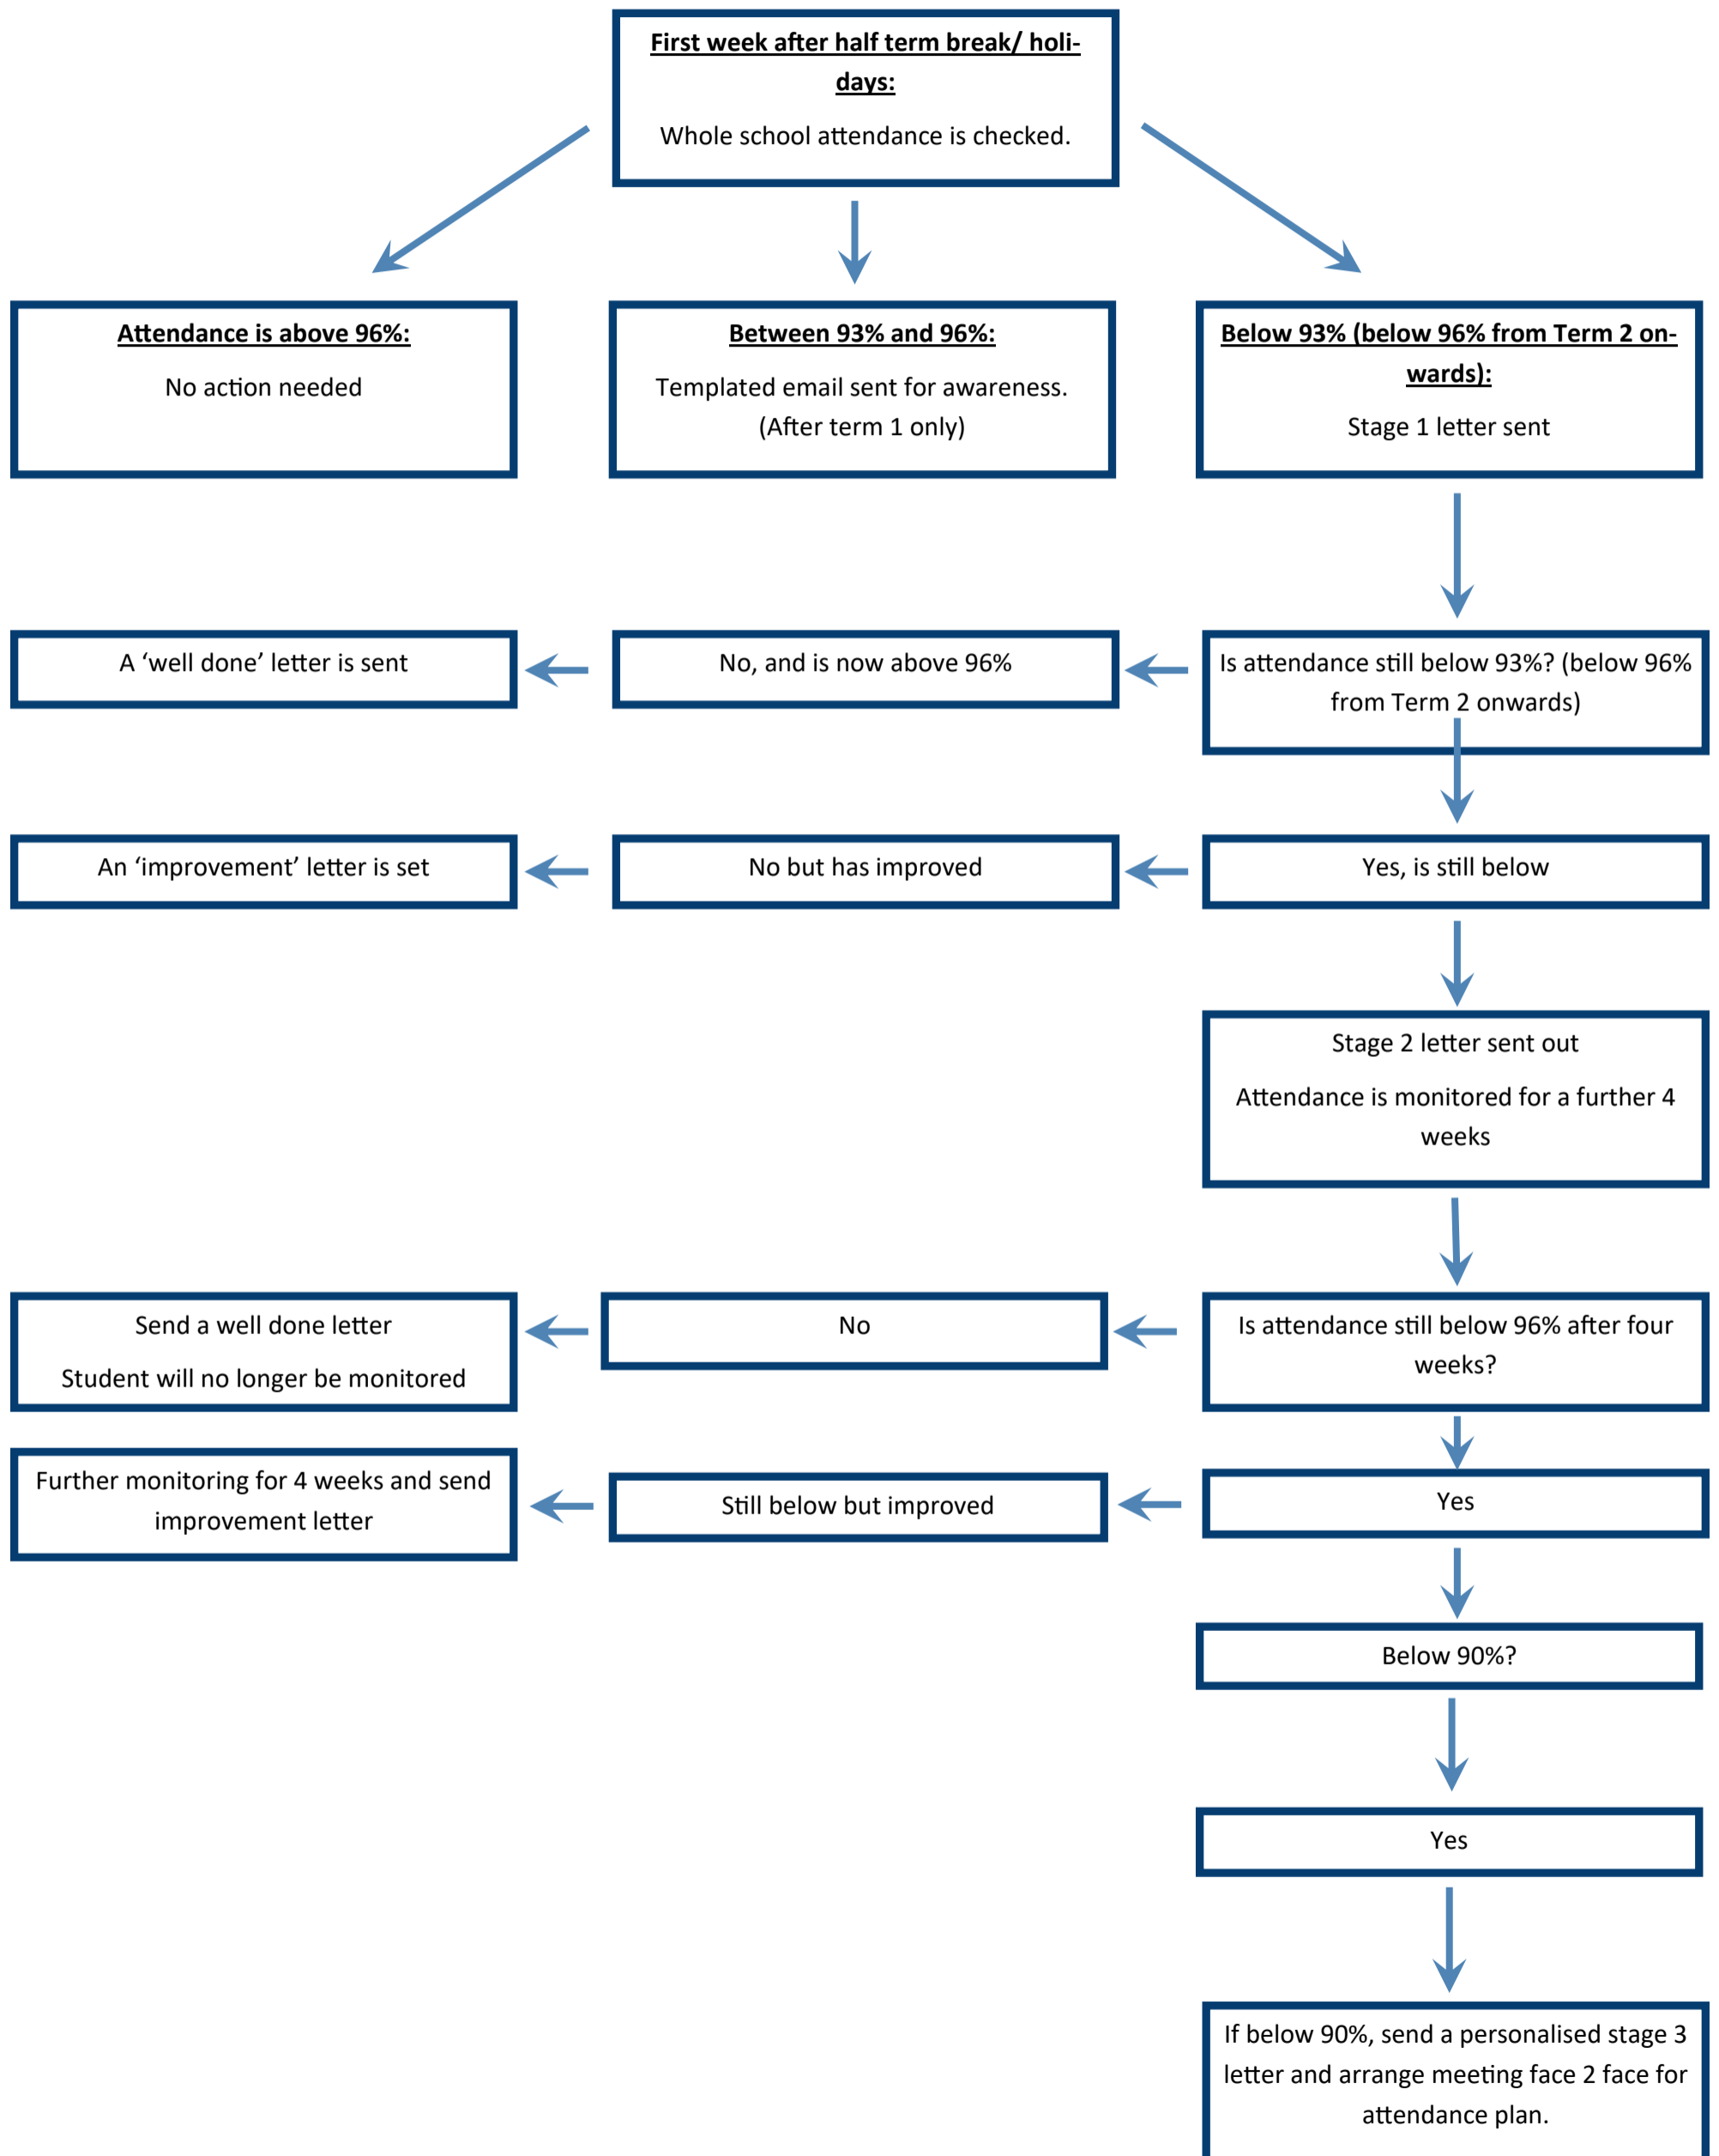 First week after half term break/ holi-
days:
Whole school attendance is checked.
Attendance is above 96%:
No action needed
Between 93% and 96%:
Templated email sent for awareness.
(After term 1 only)
Below 93% (below 96% from Term 2 on-
wards):
Stage 1 letter sent
A ‘well done’ letter is sent
No, and is now above 96%
Is attendance still below 93%? (below 96%
from Term 2 onwards)
An ‘improvement’ letter is set
No but has improved
Yes, is still below
Stage 2 letter sent out
Attendance is monitored for a further 4
weeks
Send a well done letter
Student will no longer be monitored
No
Is attendance still below 96% after four
weeks?
Further monitoring for 4 weeks and send
improvement letter
Still below but improved
Yes
Below 90%?
Yes
If below 90%, send a personalised stage 3
letter and arrange meeting face 2 face for
attendance plan.